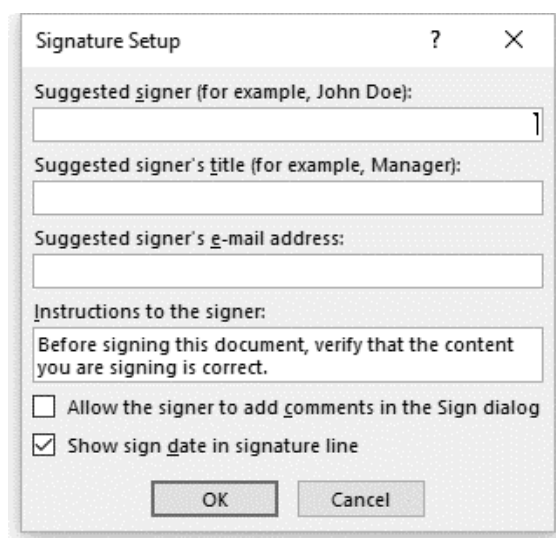 Signature Setup ? ×
Suggested signer (for example, John Doe):
Suggested signer's title (for example, Manager):
Suggested signer's e-mail address:
Instructions to the signer:
Before signing this document, verify that the content
you are signing is correct.
Allow the signer to add comments in the Sign dialog
Show sign date in signature line
OK Cancel